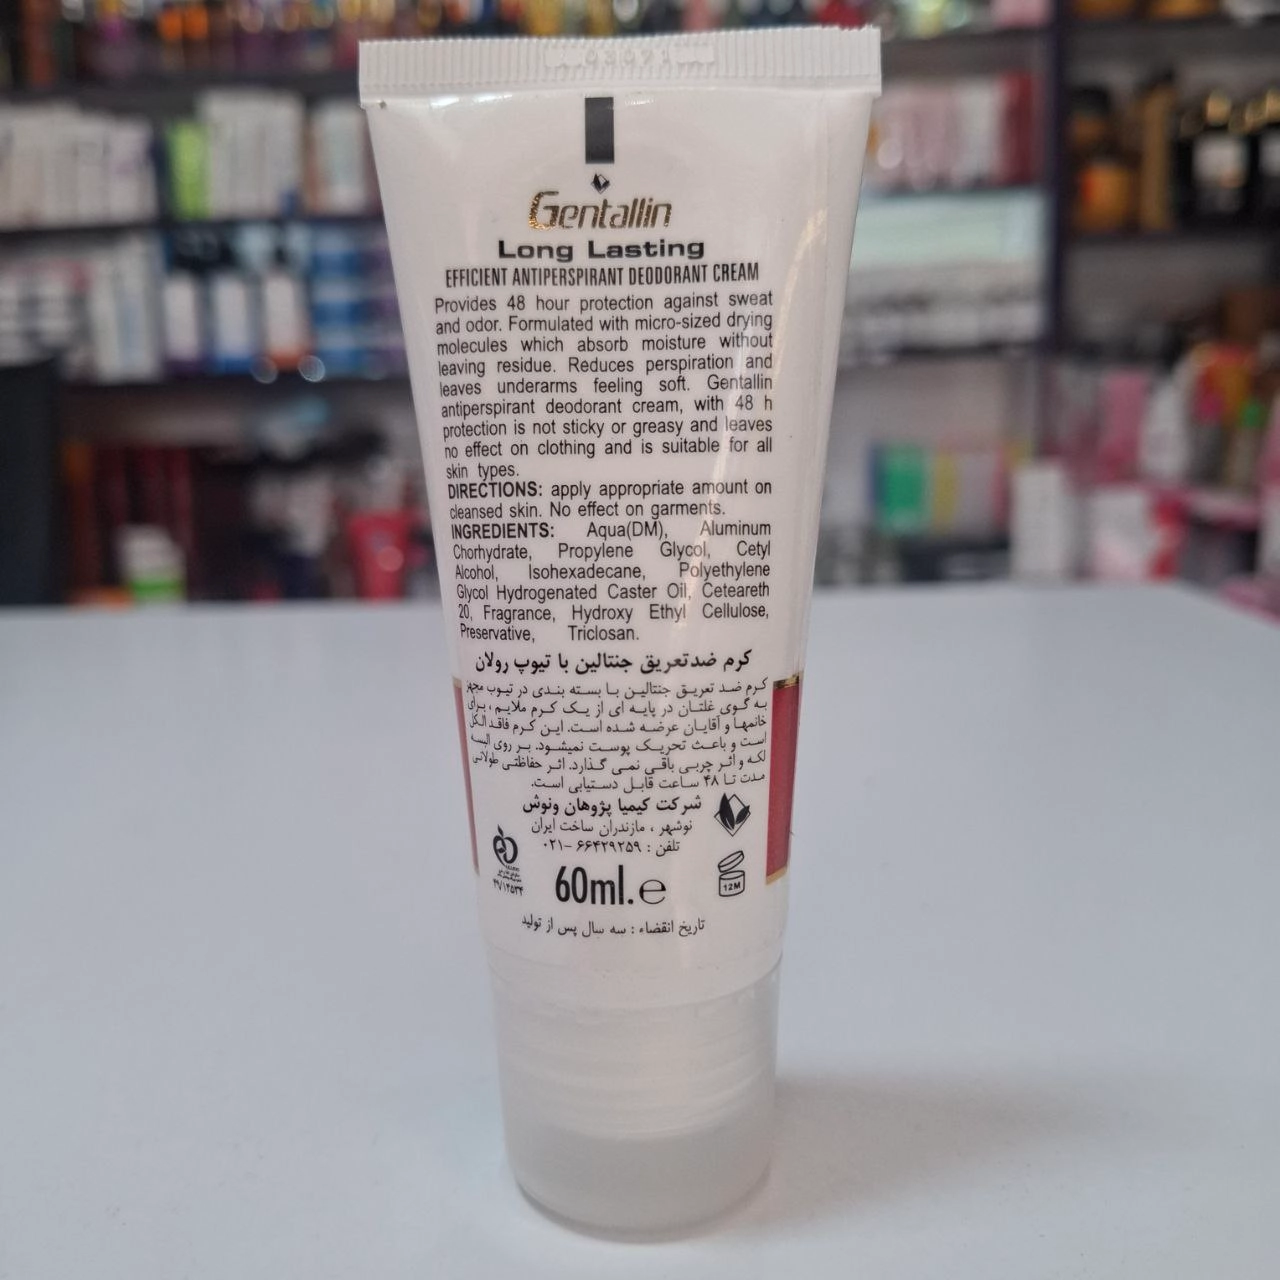 03071
Gentallin
Long Lasting
EFFICIENT ANTIPERSPIRANT DEODORANT CREAM
Provides 48 hour protection against sweat
and odor. Formulated with micro-sized drying
molecules which absorb moisture without
leaving residue. Reduces perspiration and
leaves underarms feeling soft. Gentallin
antiperspirant deodorant cream, with 48 h
protection is not sticky or greasy and leaves
no effect on clothing and is suitable for all
skin types.
DIRECTIONS: apply appropriate amount on
cleansed skin. No effect on garments.
INGREDIENTS: Aqua(DM), Aluminum
Chorhydrate, Propylene Glycol, Cetyl
Alcohol, Isohexadecane, Polyethylene
Glycol Hydrogenated Caster Oil, Ceteareth
20, Fragrance, Hydroxy Ethyl Cellulose,
Preservative, Triclosan.
کرم ضدتعریق جنتالین با تیوپ رولان
کرم ضد تعریق جنتالین با بسته بندی در تیوب مجهز
به گوی غلتان در پایه ای از یک کرم ملایم ، برای
خانمها و آقایان عرضه شده است. این کرم فاقد الکل
است و باعث تحریک پوست نمیشود. بر روی البسه
لکه و اثر چربی باقی نمی گذارد. اثر حفاظتی طولانی
مدت تا ۴۸ ساعت قابل دستیابی است.
شرکت کیمیا پژوهان ونوش
نوشهر ، مازندران ساخت ایران
تلفن : ۶۶۴۲۹۲۵۹ -۰۲۱
۴۹/۱۲۵۳۴
60ml. e
12M
تاریخ انقضاء : سه سال پس از تولید